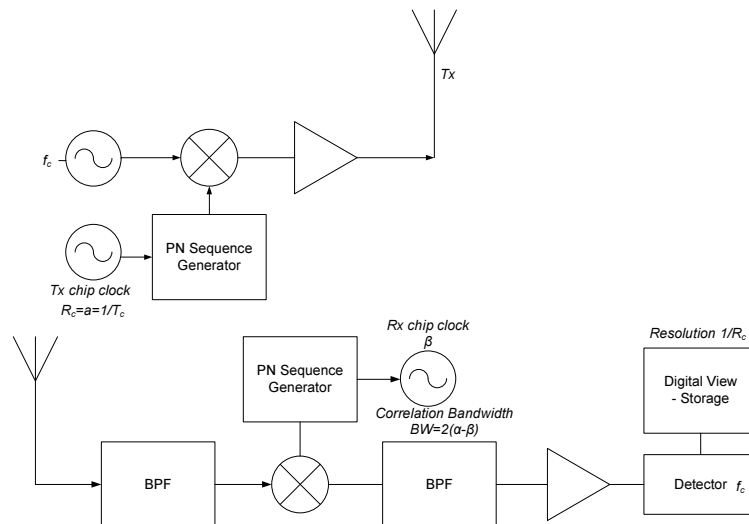 Tx
f_c
PN Sequence
Generator
Tx chip clock
R_c=a=1/T_c
Rx chip clock
β
PN Sequence
Generator
Correlation Bandwidth
BW=2(α-β)
Resolution 1/R_c
Digital View
- Storage
BPF
BPF
Detector f_c